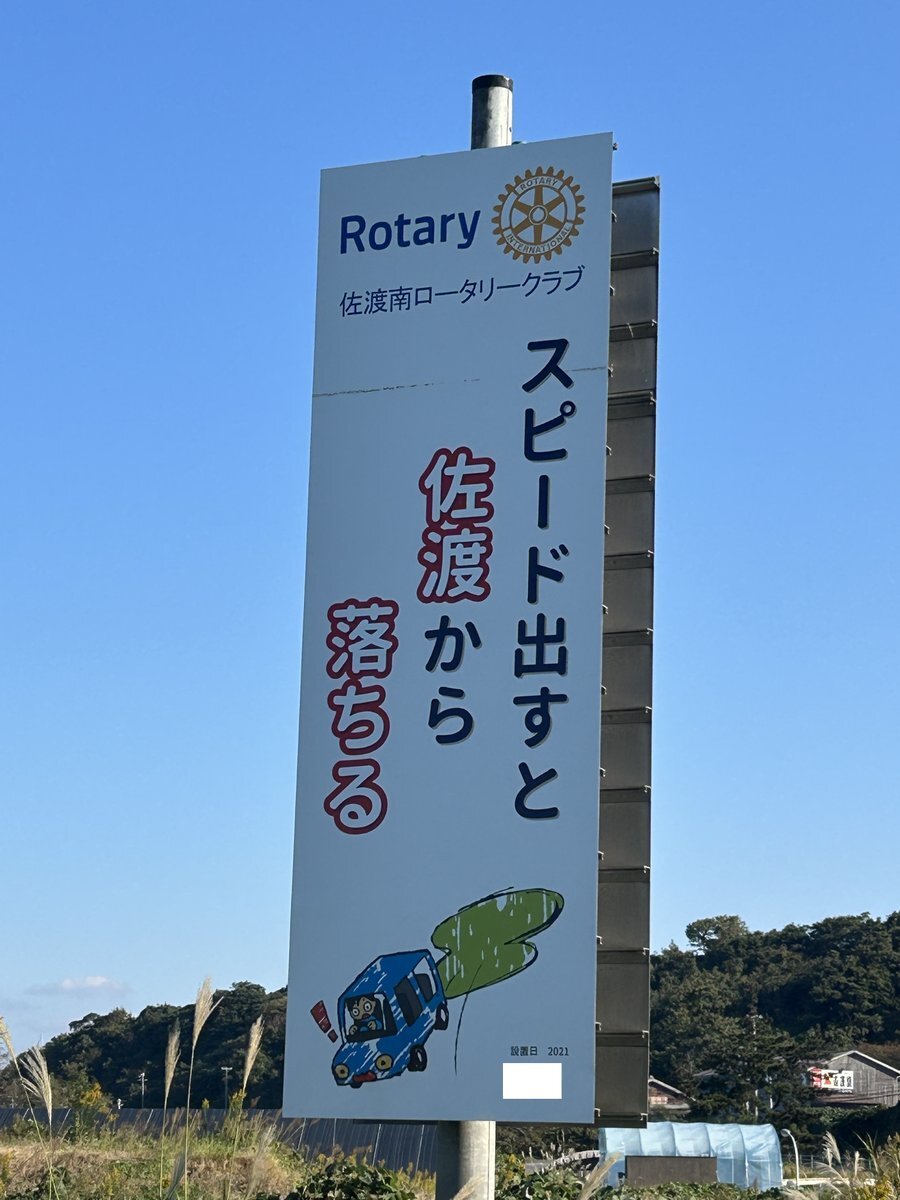 Rotary
ROTARY
INTERNATIONAL
佐渡南ロータリークラブ
スピード出すと
佐渡から
落ちる
設置日 2021